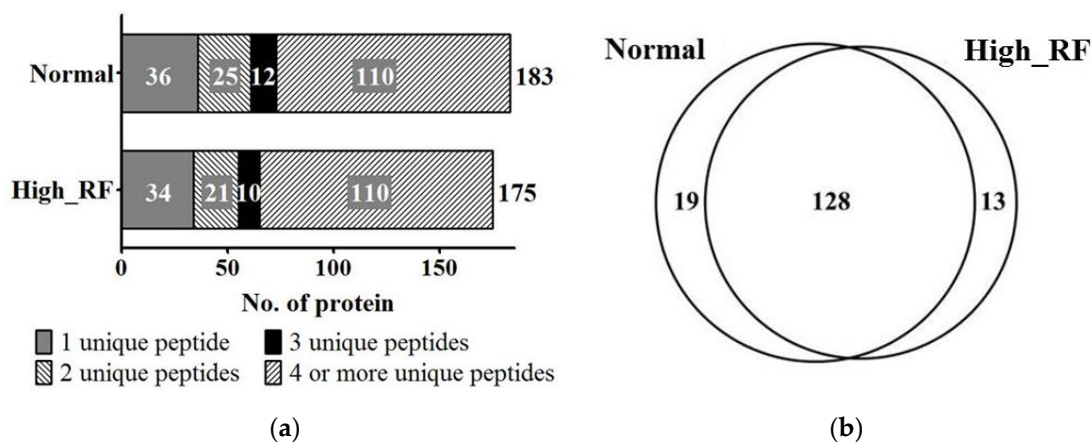 Normal 36 25 12 110 183
High_RF 34 21 10 110 175
0 50 100 150
No. of protein
1 unique peptide 3 unique peptides
2 unique peptides 4 or more unique peptides
(a)
Normal High_RF
19 128 13
(b)